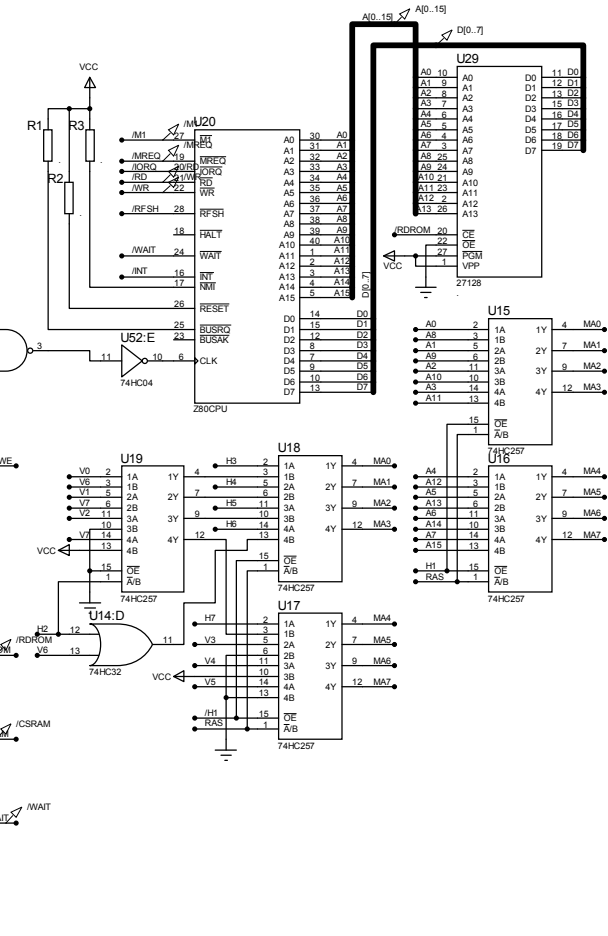 A[0..15]
A[0..15]
D[0..7]
VCC
U29
A0 10 A0 D0 11 D0
A1 9 A1 D1 12 D1
A2 8 A2 D2 13 D2
A3 7 A3 D3 15 D3
A4 6 A4 D4 16 D4
A5 5 A5 D5 17 D5
A6 4 A6 D6 18 D6
A7 3 A7 D7 19 D7
A8 25 A8
A9 24 A9
A10 21 A10
A11 23 A11
A12 2 A12
A13 26 A13
/RDROM 20 CE
22 OE
27 PGM
1 VPP
VCC
27128
R1
R3
R2
U20
/M1
/M1 27 M1
/MREQ
/MREQ 19 MREQ
/IORQ 20 IORQ
/RD
/RD 21 RD
/WR
/WR 22 WR
/RFSH 28 RFSH
18 HALT
/WAIT 24 WAIT
/INT 16 INT
17 NMI
26 RESET
25 BUSRQ
23 BUSAK
6 CLK
A0 30 A0
A1 31 A1
A2 32 A2
A3 33 A3
A4 34 A4
A5 35 A5
A6 36 A6
A7 37 A7
A8 38 A8
A9 39 A9
A10 40 A10
A11 1 A11
A12 2 A12
A13 3 A13
A14 4 A14
A15 5 A15
D[0..7]
D0 14 D0
D1 15 D1
D2 12 D2
D3 8 D3
D4 7 D4
D5 9 D5
D6 10 D6
D7 13 D7
Z80CPU
3
U52:E
11 10
74HC04
U15
A0 2 1A 1Y 4 MA0
A8 3 1B
A1 5 2A 2Y 7 MA1
A9 6 2B
A2 11 3A 3Y 9 MA2
A10 10 3B
A3 14 4A 4Y 12 MA3
A11 13 4B
15 OE
1 A/B
74HC257
U16
A4 2 1A 1Y 4 MA4
A12 3 1B
A5 5 2A 2Y 7 MA5
A13 6 2B
A6 11 3A 3Y 9 MA6
A14 10 3B
A7 14 4A 4Y 12 MA7
A15 13 4B
H1 15 OE
RAS 1 A/B
74HC257
WE
U19
V0 2 1A 1Y 4
V6 3 1B
V1 5 2A 2Y 7
V7 6 2B
V2 11 3A 3Y 9
10 3B
V7 14 4A 4Y 12
VCC 13 4B
15 OE
1 A/B
74HC257
U18
H3 2 1A 1Y 4 MA0
3 1B
H4 5 2A 2Y 7 MA1
6 2B
H5 11 3A 3Y 9 MA2
10 3B
H6 14 4A 4Y 12 MA3
13 4B
15 OE
1 A/B
74HC257
U14:D
H2 12
/RDROM
V6 13
11
74HC32
U17
H7 2 1A 1Y 4 MA4
3 1B
V3 5 2A 2Y 7 MA5
6 2B
V4 11 3A 3Y 9 MA6
VCC 10 3B
V5 14 4A 4Y 12 MA7
13 4B
/H1 15 OE
RAS 1 A/B
74HC257
/CSRAM
/WAIT